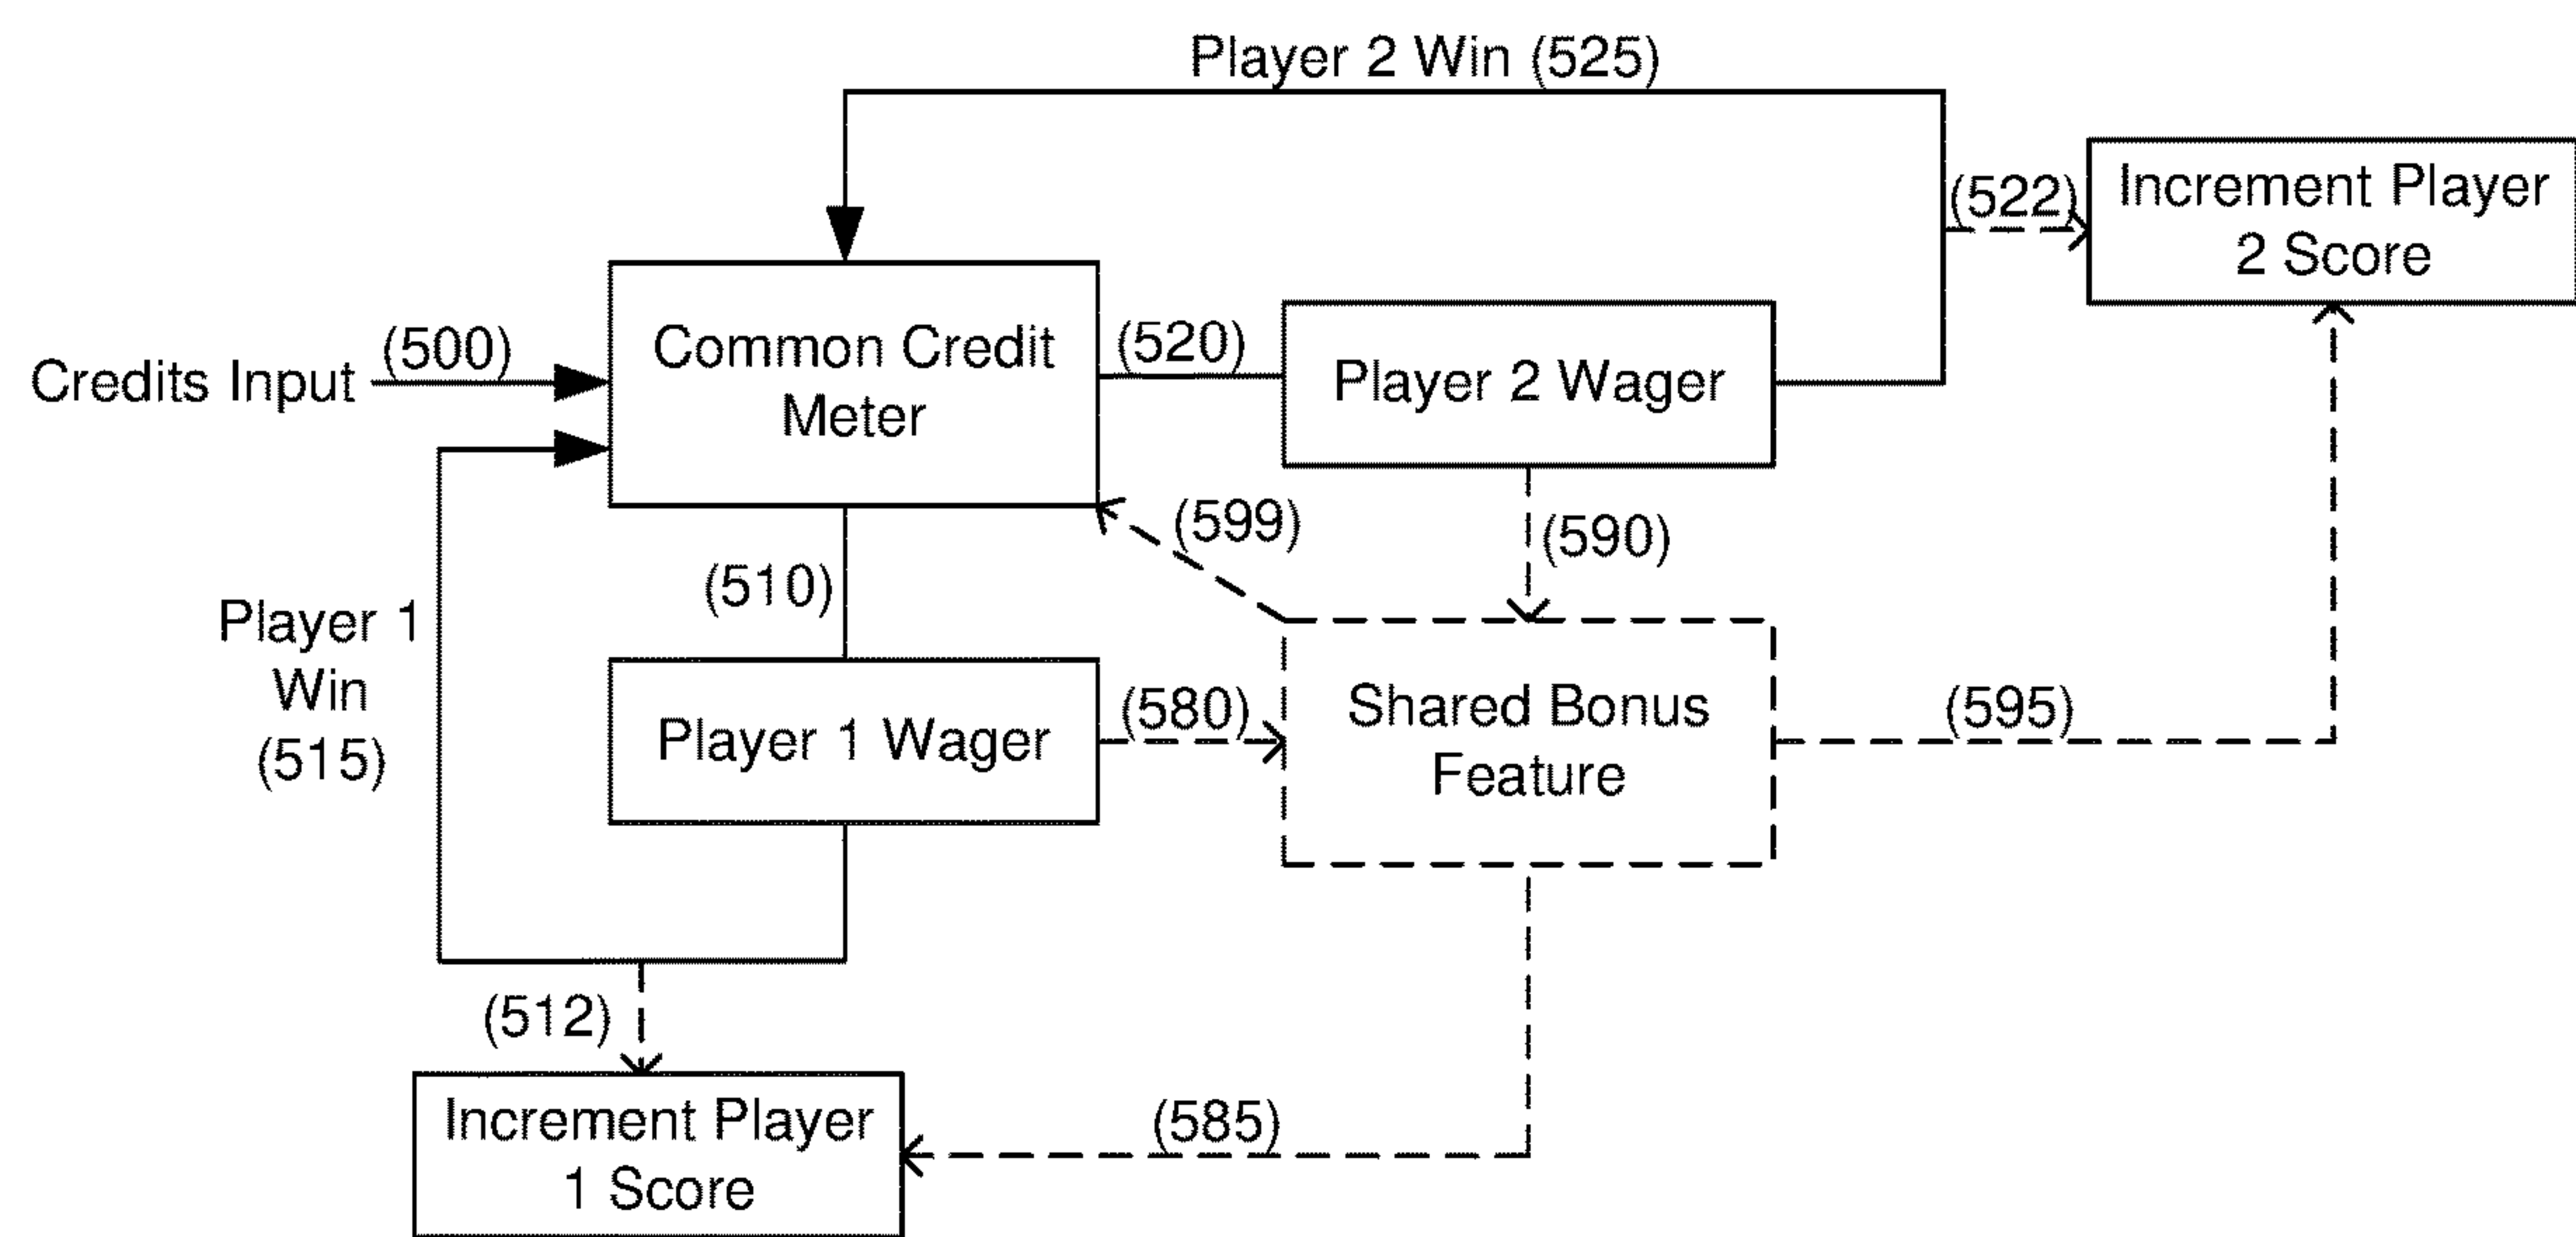 Player 2 Win (525)
(522)
Increment Player
2 Score
Credits Input
(500)
Common Credit
Meter
(520)
Player 2 Wager
(599)
(590)
(510)
Player 1
Win
(515)
Player 1 Wager
(580)
Shared Bonus
Feature
(595)
(512)
Increment Player
1 Score
(585)